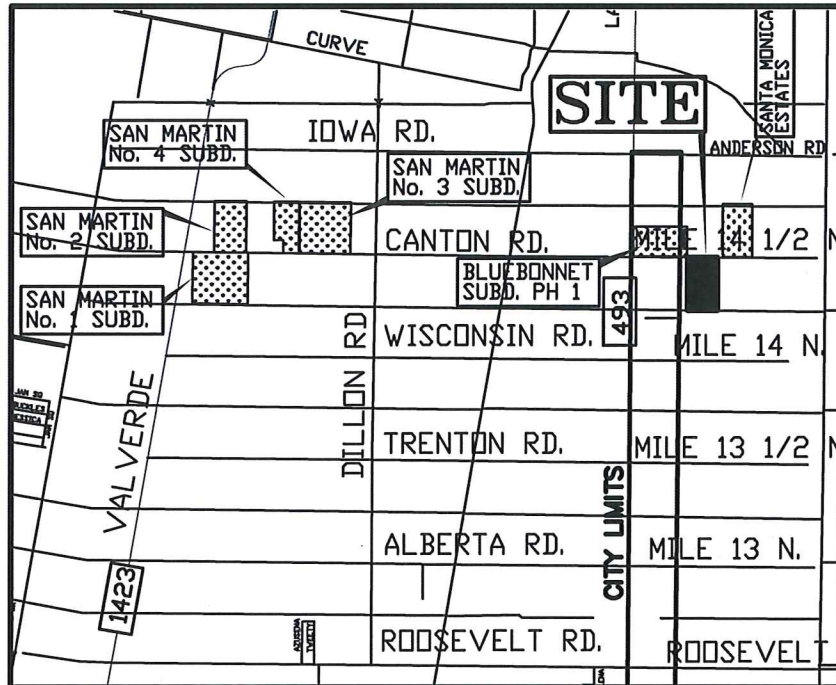 CURVE
LA
SITE
SANTA MONICA
ESTATES
SAN MARTIN
No. 4 SUBD.
IOWA RD.
ANDERSON RD
SAN MARTIN
No. 3 SUBD.
SAN MARTIN
No. 2 SUBD.
CANTON RD.
MILE 14 1/2 N
BLUEBONNET
SUBD. PH 1
SAN MARTIN
No. 1 SUBD.
493
WISCONSIN RD.
MILE 14 N.
DILLON RD
VALVERDE
TRENTON RD.
MILE 13 1/2 N
CITY LIMITS
ALBERTA RD.
MILE 13 N.
1423
ROOSEVELT RD.
ROOSEVELT